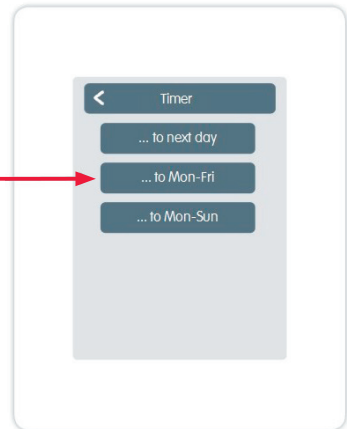 Timer
... to next day
... to Mon-Fri
... to Mon-Sun